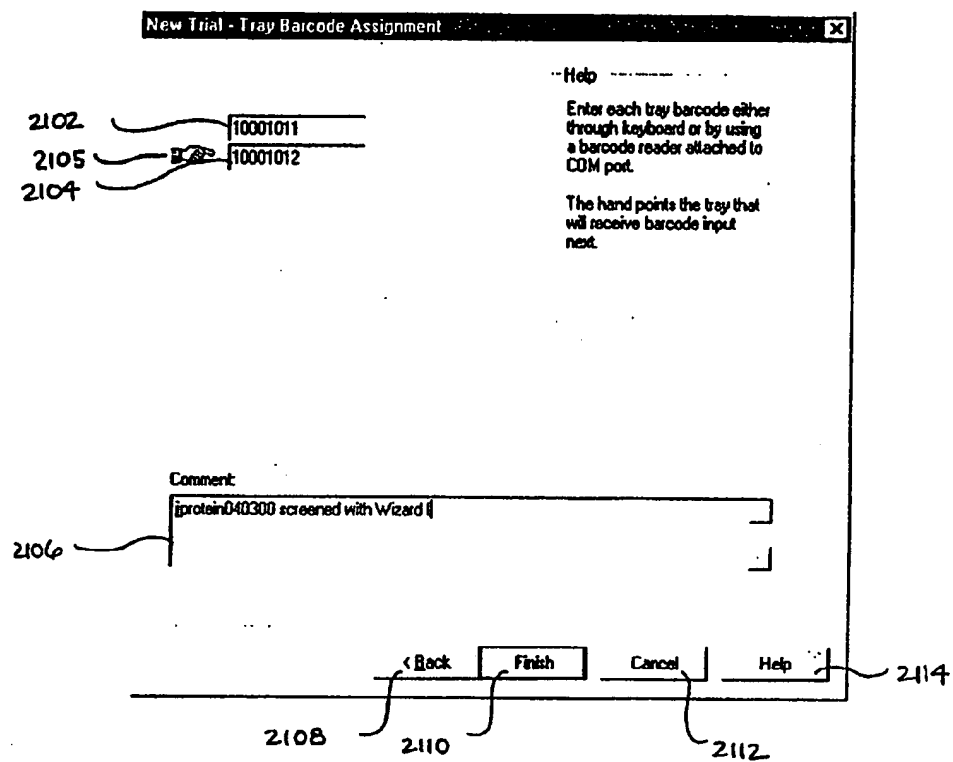 New Trial - Tray Barcode Assignment
Help
Enter each tray barcode either
through keyboard or by using
a barcode reader attached to
COM port.
The hand points the tray that
will receive barcode input
next.
2102
10001011
2105
10001012
2104
Comment:
jprotein040300 screened with Wizard I
2106
< Back
Finish
Cancel
Help
2114
2108
2110
2112